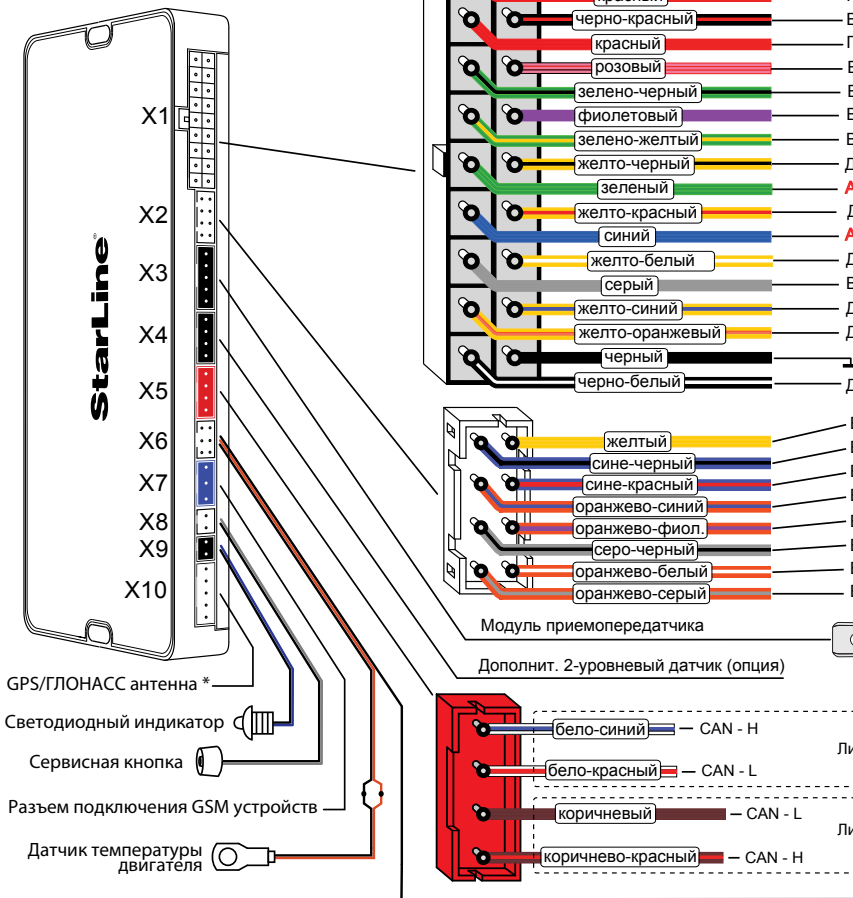 StarLine
X1
X2
X3
X4
X5
X6
X7
X8
X9
X10
GPS/ГЛОНАСС антенна *
Светодиодный индикатор
Сервисная кнопка
Разъем подключения GSM устройств
Датчик температуры
двигателя
красный
черно-красный
красный
розовый
зелено-черный
фиолетовый
зелено-желтый
желто-черный
зеленый
желто-красный
синий
желто-белый
серый
желто-синий
желто-оранжевый
черный
черно-белый
желтый
сине-черный
сине-красный
оранжево-синий
оранжево-фиол.
серо-черный
оранжево-белый
оранжево-серый
Модуль приемопередатчика
Дополнит. 2-уровневый датчик (опция)
бело-синий – CAN - H
бело-красный – CAN - L
коричневый – CAN - L
коричнево-красный – CAN - H